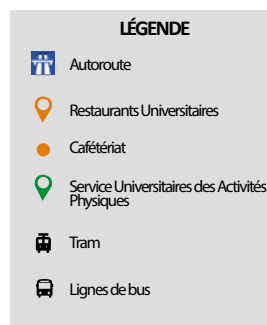 LÉGENDE
Autoroute
Restaurants Universitaires
Cafétériat
Service Universitaires des Activités
Physiques
Tram
Lignes de bus